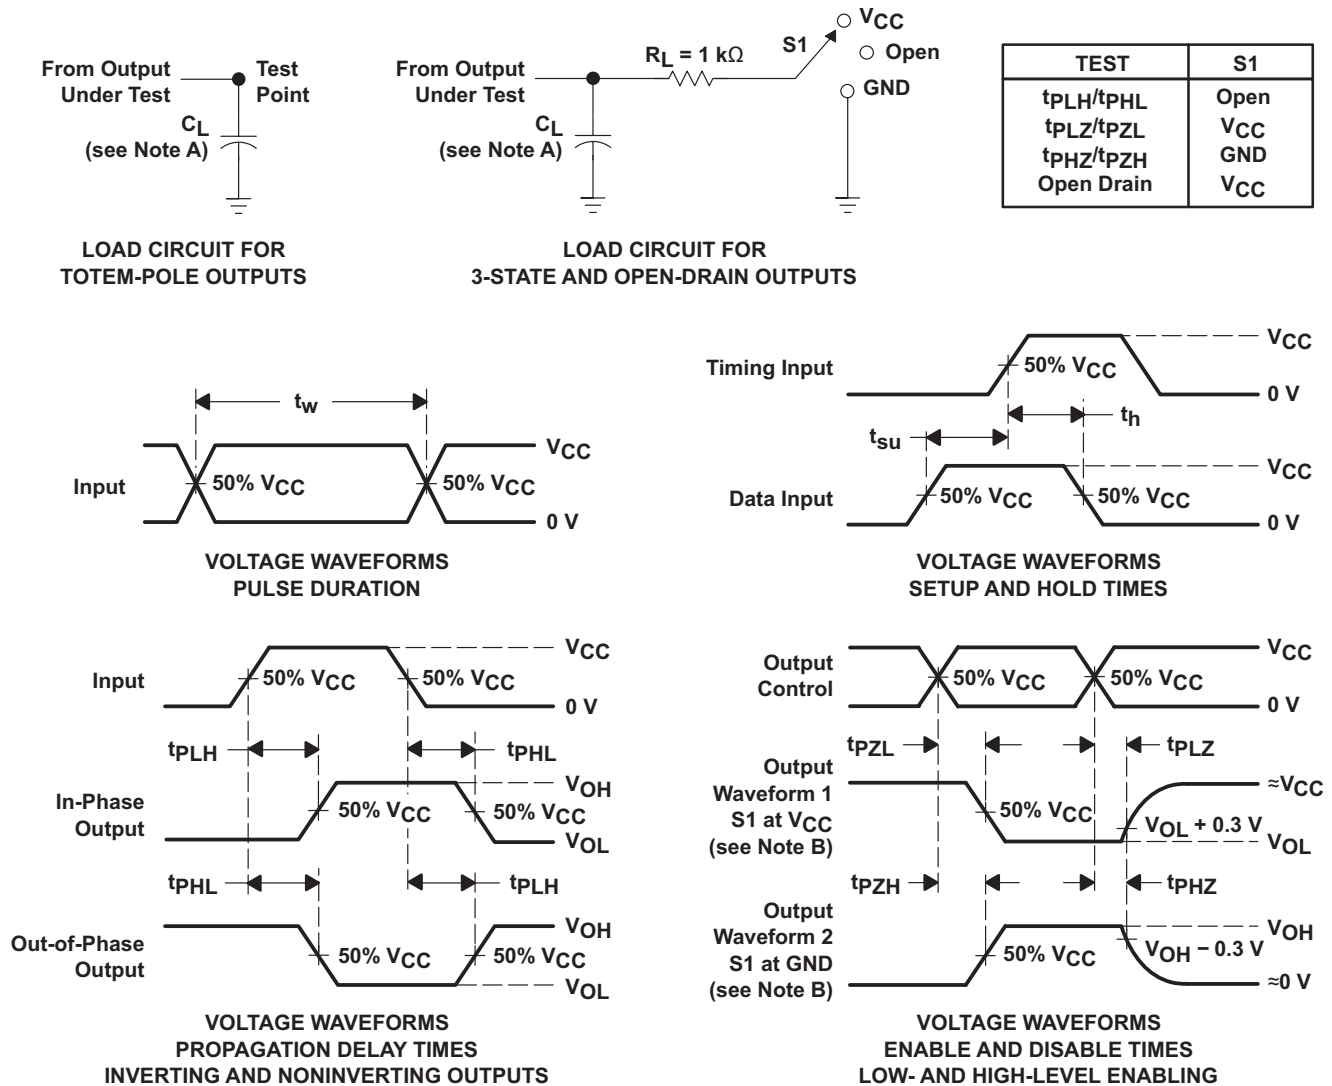 From Output
Under Test
Test
Point
CL
(see Note A)
LOAD CIRCUIT FOR
TOTEM-POLE OUTPUTS
From Output
Under Test
RL = 1 kΩ
S1
VCC
Open
GND
CL
(see Note A)
LOAD CIRCUIT FOR
3-STATE AND OPEN-DRAIN OUTPUTS
TEST S1
tPLH/tPHL Open
tPLZ/tPZL VCC
tPHZ/tPZH GND
Open Drain VCC
tw
Input
VCC
50% VCC
50% VCC
0 V
VOLTAGE WAVEFORMS
PULSE DURATION
Timing Input
VCC
50% VCC
0 V
tsu
th
Data Input
VCC
50% VCC
50% VCC
0 V
VOLTAGE WAVEFORMS
SETUP AND HOLD TIMES
Input
VCC
50% VCC
50% VCC
0 V
tPLH
tPHL
In-Phase
Output
VOH
50% VCC
50% VCC
VOL
tPHL
tPLH
Out-of-Phase
Output
VOH
50% VCC
50% VCC
VOL
VOLTAGE WAVEFORMS
PROPAGATION DELAY TIMES
INVERTING AND NONINVERTING OUTPUTS
Output
Control
VCC
50% VCC
50% VCC
0 V
tPZL
tPLZ
Output
Waveform 1
S1 at VCC
(see Note B)
≈VCC
50% VCC
VOL + 0.3 V
VOL
tPZH
tPHZ
Output
Waveform 2
S1 at GND
(see Note B)
VOH
50% VCC
VOH − 0.3 V
≈0 V
VOLTAGE WAVEFORMS
ENABLE AND DISABLE TIMES
LOW- AND HIGH-LEVEL ENABLING